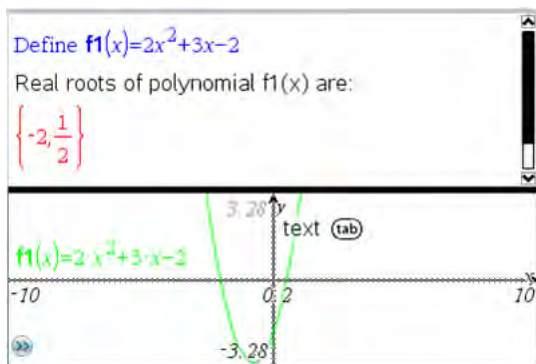 Define f1(x)=2x²+3x−2
Real roots of polynomial f1(x) are:
{-2,1/2}
3.28 y
text tab
f1(x)=2·x²+3·x−2
x
-10 0.2 10
-3.28